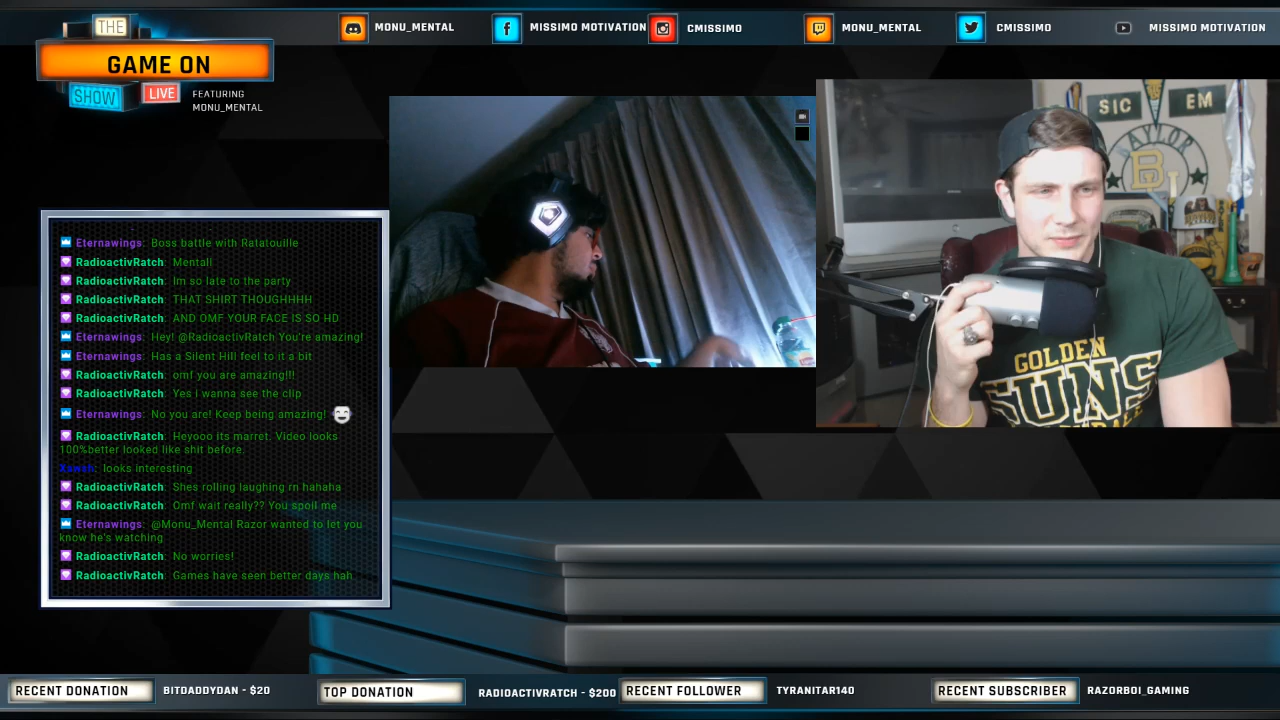 MONU_MENTAL
MISSIMO MOTIVATION
CMISSIMO
MONU_MENTAL
CMISSIMO
MISSIMO MOTIVATION
THE
GAME ON
SHOW
LIVE
FEATURING
MONU_MENTAL
SIC EM
BAYLOR
B
GOLDEN
SUNS
Eternawings: Boss battle with Ratatouille
RadioactivRatch: Mentall
RadioactivRatch: Im so late to the party
RadioactivRatch: THAT SHIRT THOUGHHHH
RadioactivRatch: AND OMF YOUR FACE IS SO HD
Eternawings: Hey! @RadioactivRatch You're amazing!
Eternawings: Has a Silent Hill feel to it a bit
RadioactivRatch: omf you are amazing!!!
RadioactivRatch: Yes I wanna see the clip
Eternawings: No you are! Keep being amazing!
RadioactivRatch: Heyooo its marret. Video looks
100%better looked like shit before.
looks interesting
RadioactivRatch: Shes rolling laughing rn hahaha
RadioactivRatch: Omf wait really?? You spoil me
Eternawings: @Monu_Mental Razor wanted to let you
know he's watching
RadioactivRatch: No worries!
RadioactivRatch: Games have seen better days hah
RECENT DONATION
BITDADDYDAN - $20
TOP DONATION
RADIOACTIVRATCH - $200
RECENT FOLLOWER
TYRANITAR140
RECENT SUBSCRIBER
RAZORBOI_GAMING